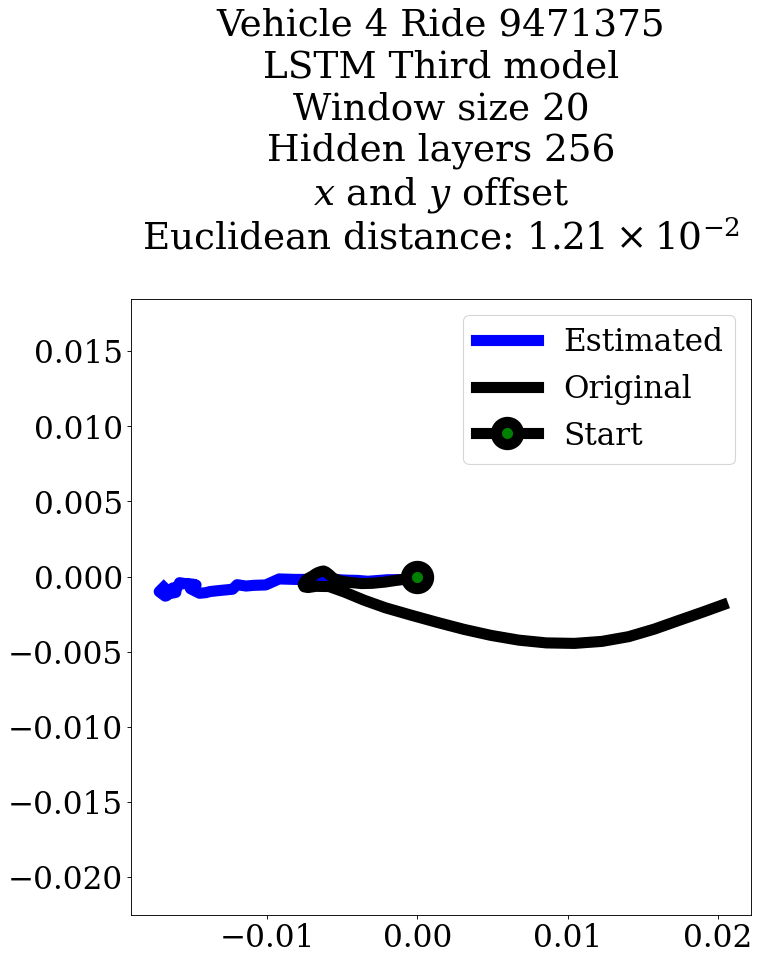 Vehicle 4 Ride 9471375
LSTM Third model
Window size 20
Hidden layers 256
x and y offset
Euclidean distance: 1.21 × 10⁻²
Estimated
Original
Start
0.015
0.010
0.005
0.000
−0.005
−0.010
−0.015
−0.020
−0.01 0.00 0.01 0.02